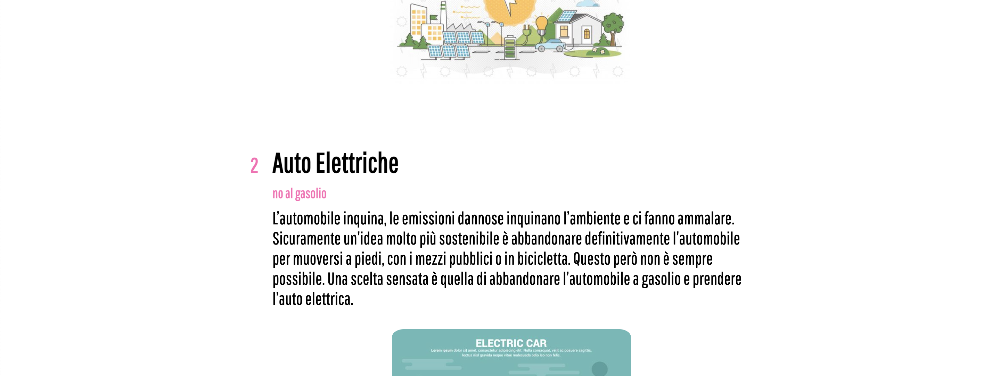 2 Auto Elettriche
no al gasolio
L’automobile inquina, le emissioni dannose inquinano l’ambiente e ci fanno ammalare.
Sicuramente un’idea molto più sostenibile è abbandonare definitivamente l’automobile
per muoversi a piedi, con i mezzi pubblici o in bicicletta. Questo però non è sempre
possibile. Una scelta sensata è quella di abbandonare l’automobile a gasolio e prendere
l’auto elettrica.
ELECTRIC CAR
Lorem ipsum dolor sit amet, consectetur adipiscing elit. Nulla consequat, velit ac posuere sagittis,
lectus nisl gravida neque vitae malesuada odio leo non felis.